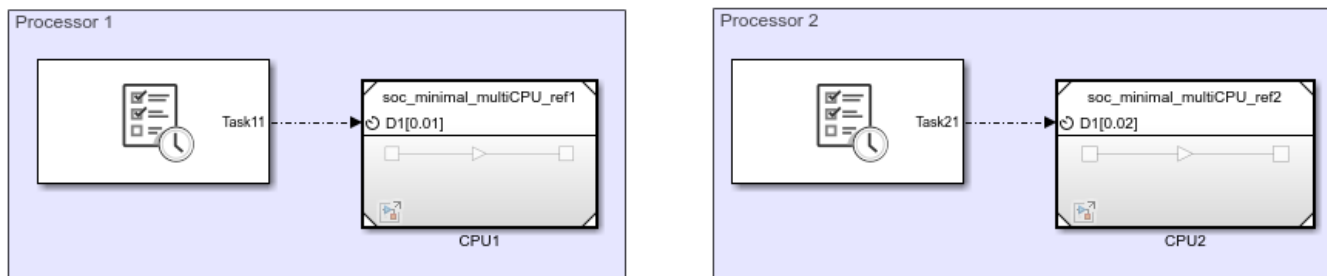 Processor 1
soc_minimal_multiCPU_ref1
Task11
D1[0.01]
CPU1
Processor 2
soc_minimal_multiCPU_ref2
Task21
D1[0.02]
CPU2